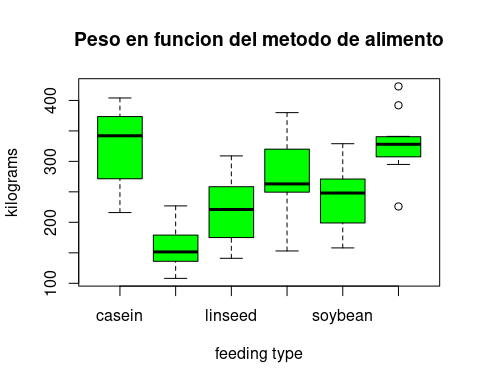 Peso en funcion del metodo de alimento
kilograms
400
300
200
100
casein linseed soybean
feeding type